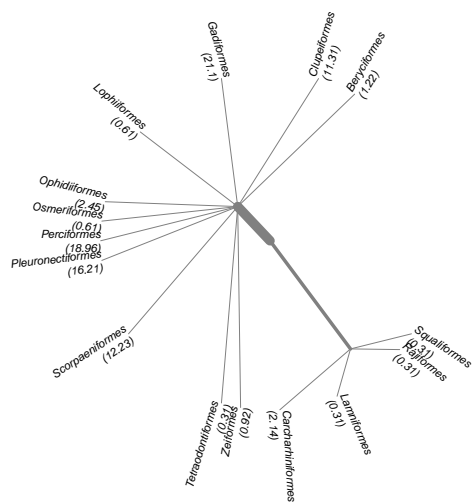 Gadiformes
(21.1)
Clupeiformes
(11.31)
Beryciformes
(1.22)
Lophiiformes
(0.61)
Ophidiiformes
(2.45)
Osmeriformes
(0.61)
Perciformes
(18.96)
Pleuronectiformes
(16.21)
Scorpaeniformes
(12.23)
Tetraodontiformes
(0.31)
Zeiformes
(0.92)
Carcharhiniformes
(2.14)
Lamniformes
(0.31)
Squaliformes
(0.31)
Rajiformes
(0.31)